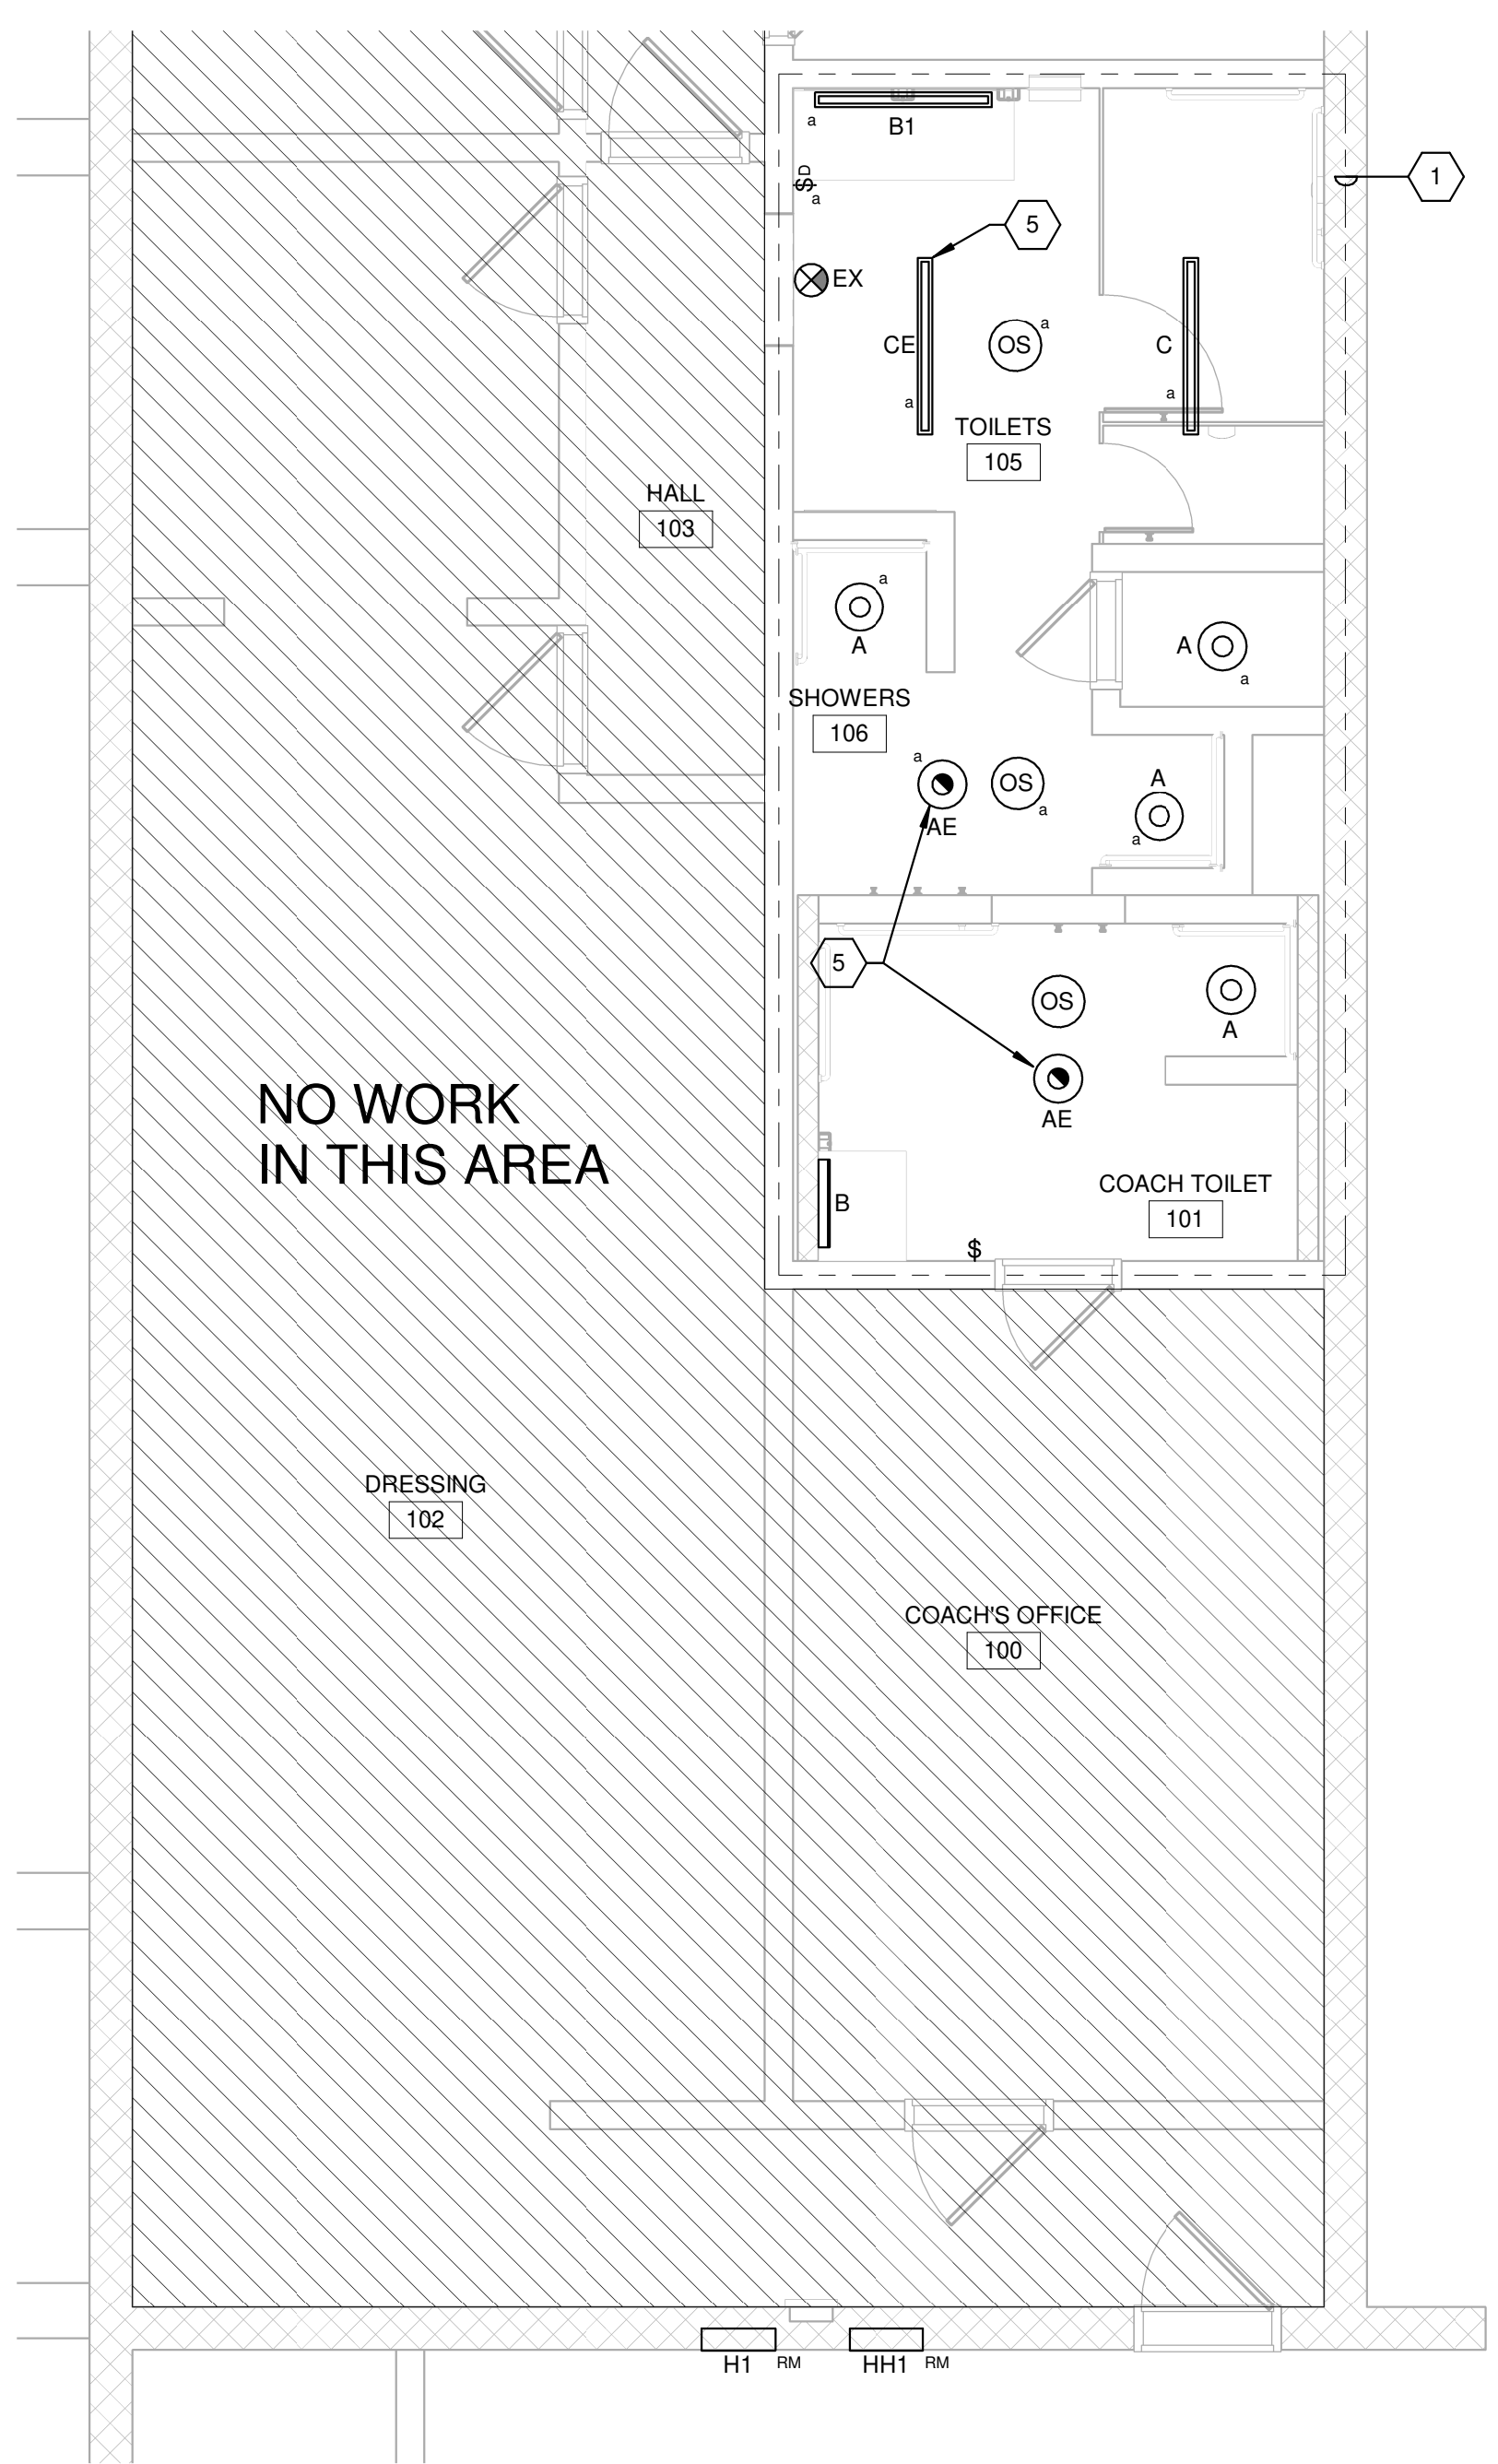 a
B1
$D
a
1
5
EX
CE
a
OS
a
C
a
TOILETS
105
HALL
103
a
A
A
a
SHOWERS
106
a
AE
OS
a
A
a
5
OS
A
AE
NO WORK
IN THIS AREA
B
COACH TOILET
101
$
DRESSING
102
COACH'S OFFICE
100
H1
RM
HH1
RM